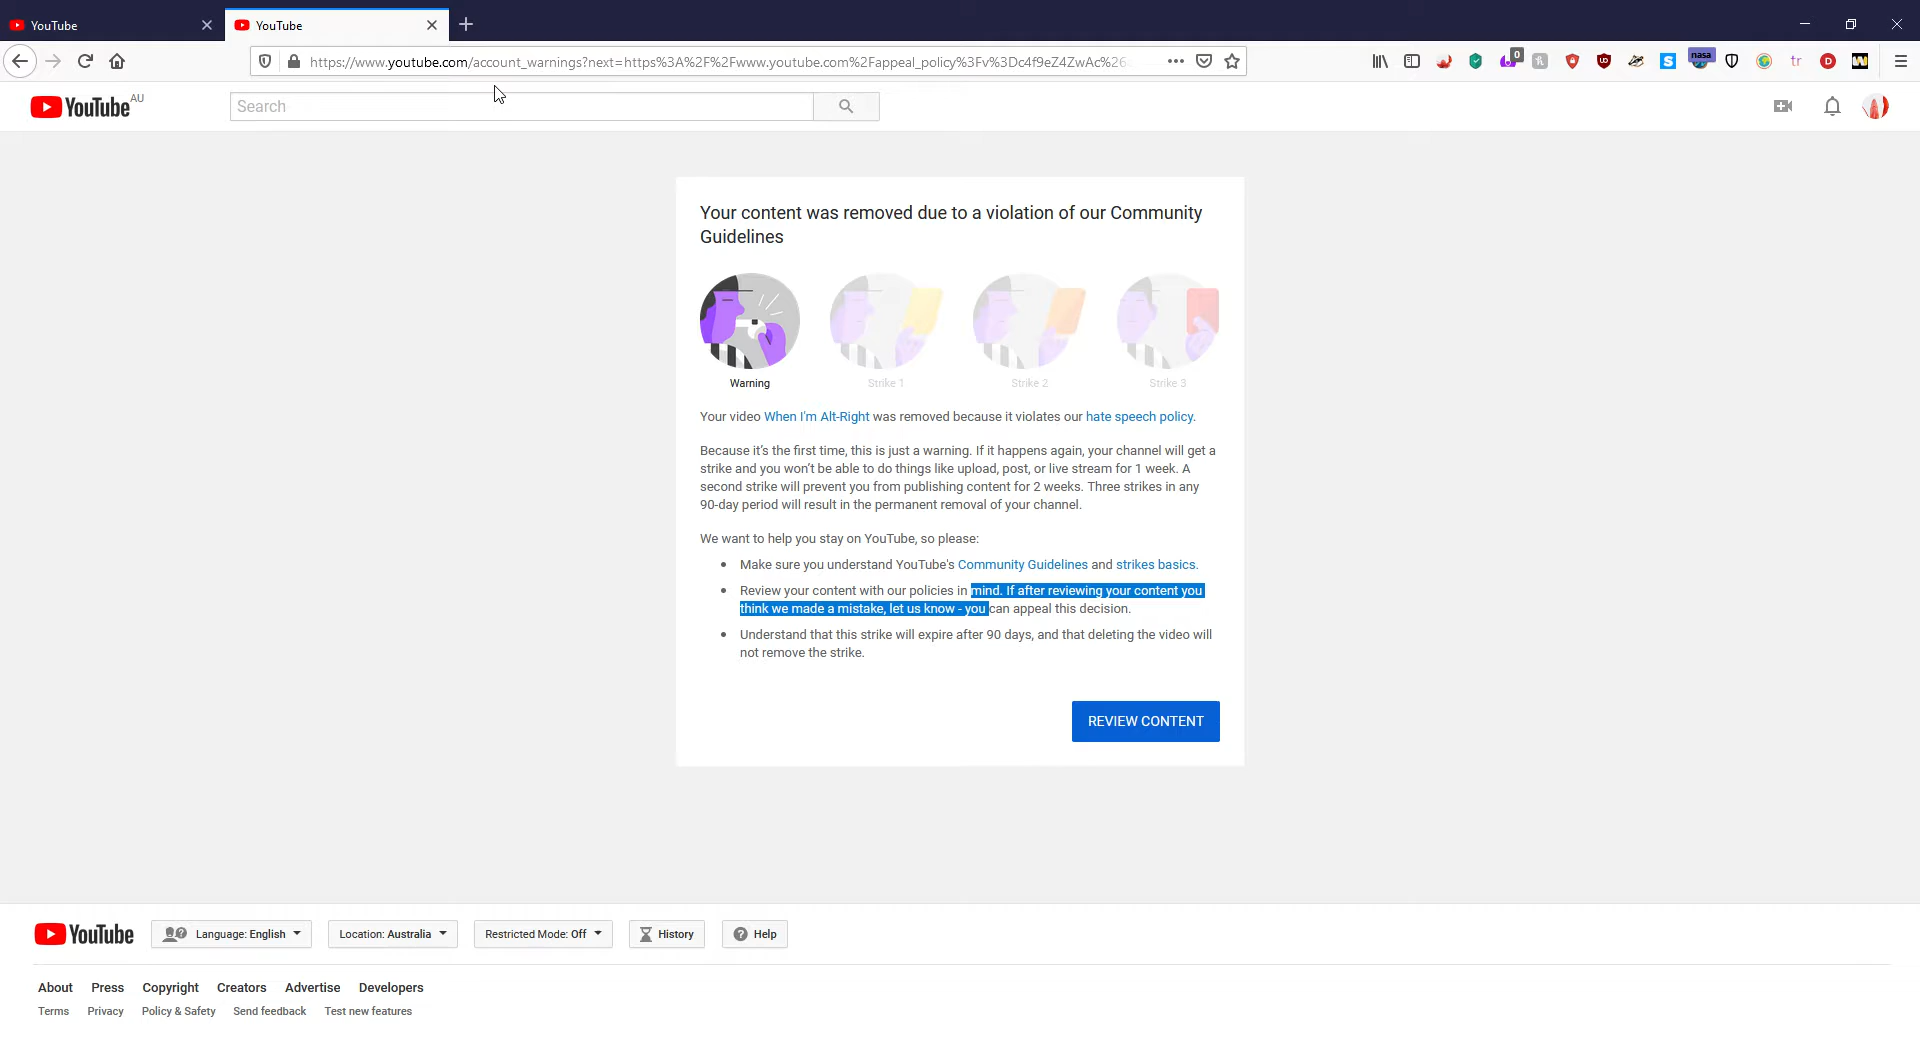 YouTube
YouTube
https://www.youtube.com/account_warnings?next=https%3A%2F%2Fwww.youtube.com%2Fappeal_policy%3Fv%3Dc4f9eZ4ZwAc%26
0
nasa
YouTube AU
Search
Your content was removed due to a violation of our Community
Guidelines
Warning
Strike 1
Strike 2
Strike 3
Your video When I'm Alt-Right was removed because it violates our hate speech policy.
Because it's the first time, this is just a warning. If it happens again, your channel will get a
strike and you won't be able to do things like upload, post, or live stream for 1 week. A
second strike will prevent you from publishing content for 2 weeks. Three strikes in any
90-day period will result in the permanent removal of your channel.
We want to help you stay on YouTube, so please:
Make sure you understand YouTube's Community Guidelines and strikes basics.
Review your content with our policies in mind. If after reviewing your content you
think we made a mistake, let us know - you can appeal this decision.
Understand that this strike will expire after 90 days, and that deleting the video will
not remove the strike.
REVIEW CONTENT
YouTube
Language: English
Location: Australia
Restricted Mode: Off
History
Help
About Press Copyright Creators Advertise Developers
Terms Privacy Policy & Safety Send feedback Test new features